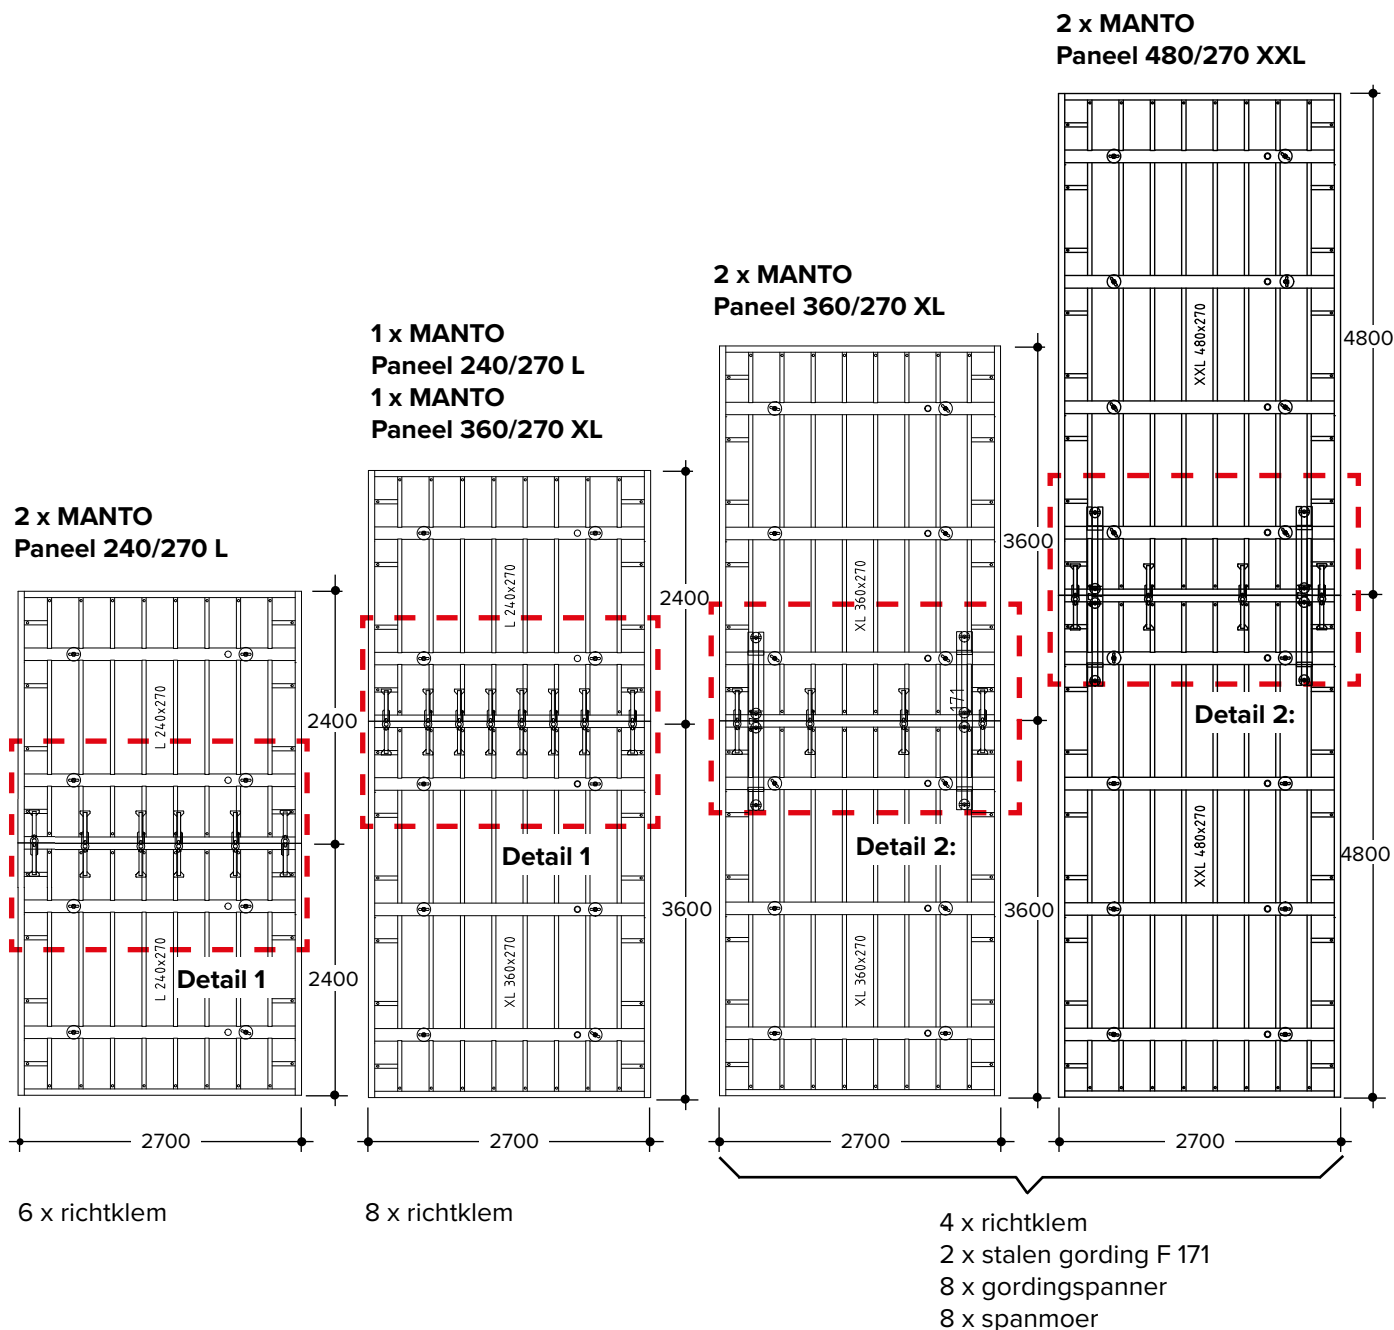 2 x MANTO
Paneel 480/270 XXL
2 x MANTO
Paneel 360/270 XL
1 x MANTO
Paneel 240/270 L
1 x MANTO
Paneel 360/270 XL
2 x MANTO
Paneel 240/270 L
L 240x270
L 240x270
2400
2400
Detail 1
2700
6 x richtklem
L 240x270
XL 360x270
2400
3600
Detail 1
2700
8 x richtklem
XL 360x270
XL 360x270
171
3600
3600
Detail 2:
2700
XXL 480x270
XXL 480x270
4800
4800
Detail 2:
2700
4 x richtklem
2 x stalen gording F 171
8 x gordingspanner
8 x spanmoer